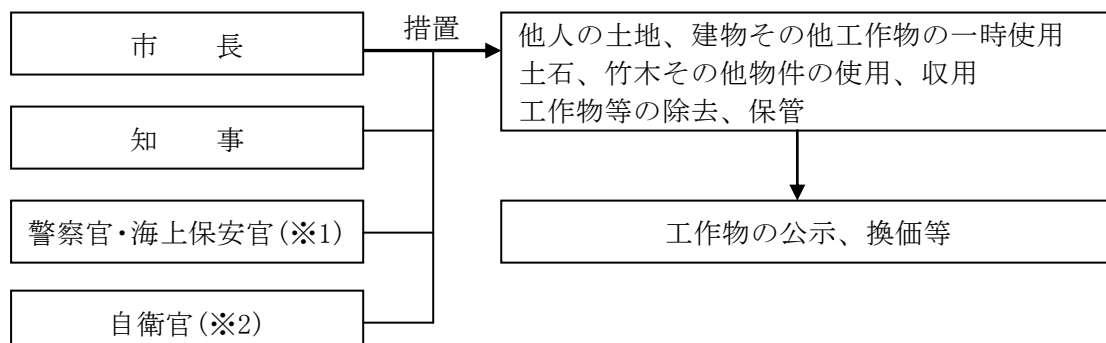 市　　長
措置
他人の土地、建物その他工作物の一時使用
土石、竹木その他物件の使用、収用
工作物等の除去、保管
知　　事
警察官・海上保安官(※1)
工作物の公示、換価等
自衛官(※2)